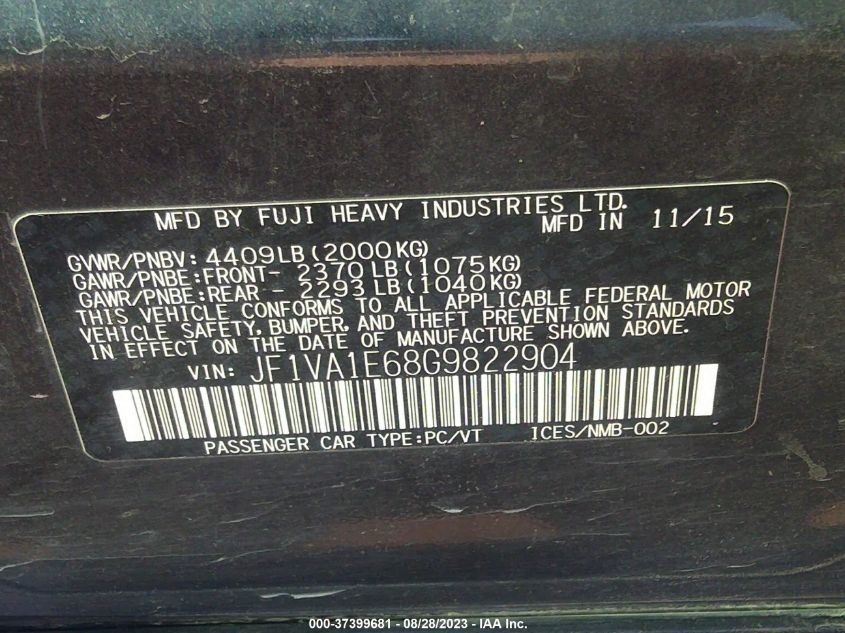 MFD BY FUJI HEAVY INDUSTRIES LTD.
MFD IN 11/15
GVWR/PNBV: 4409LB(2000KG)
GAWR/PNBE:FRONT- 2370LB(1075KG)
GAWR/PNBE:REAR - 2293LB(1040KG)
THIS VEHICLE CONFORMS TO ALL APPLICABLE FEDERAL MOTOR
VEHICLE SAFETY, BUMPER, AND THEFT PREVENTION STANDARDS
IN EFFECT ON THE DATE OF MANUFACTURE SHOWN ABOVE.
VIN: JF1VA1E68G9822904
PASSENGER CAR TYPE:PC/VT ICES/NMB-002
000-37399681 - 08/28/2023 - IAA Inc.